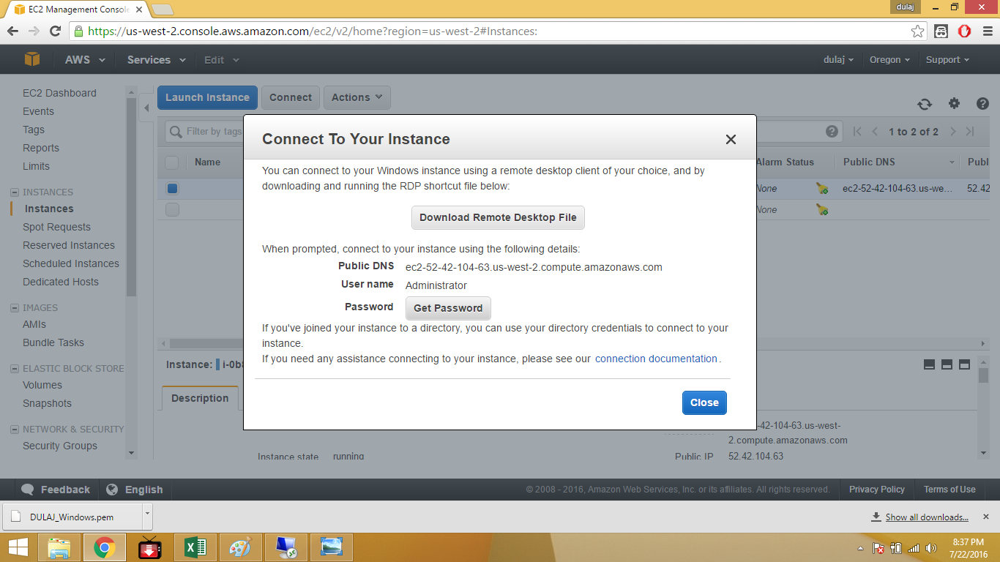 EC2 Management Console
dulaj
https://us-west-2.console.aws.amazon.com/ec2/v2/home?region=us-west-2#Instances:
AWS Services Edit dulaj Oregon Support
EC2 Dashboard
Events
Tags
Reports
Limits
INSTANCES
Instances
Spot Requests
Reserved Instances
Scheduled Instances
Dedicated Hosts
IMAGES
AMIs
Bundle Tasks
ELASTIC BLOCK STORE
Volumes
Snapshots
NETWORK & SECURITY
Security Groups
Launch Instance Connect Actions
Filter by tags
1 to 2 of 2
Name Alarm Status Public DNS Publ
None ec2-52-42-104-63.us-we... 52.42
None
Connect To Your Instance
You can connect to your Windows instance using a remote desktop client of your choice, and by
downloading and running the RDP shortcut file below:
Download Remote Desktop File
When prompted, connect to your instance using the following details:
Public DNS ec2-52-42-104-63.us-west-2.compute.amazonaws.com
User name Administrator
Password Get Password
If you've joined your instance to a directory, you can use your directory credentials to connect to your
instance.
If you need any assistance connecting to your instance, please see our connection documentation.
Close
Instance: i-0b8
Description
-42-104-63.us-west-
2.compute.amazonaws.com
Instance state running Public IP 52.42.104.63
Feedback English © 2008 - 2016, Amazon Web Services, Inc. or its affiliates. All rights reserved. Privacy Policy Terms of Use
DULAJ_Windows.pem Show all downloads...
8:37 PM
7/22/2016